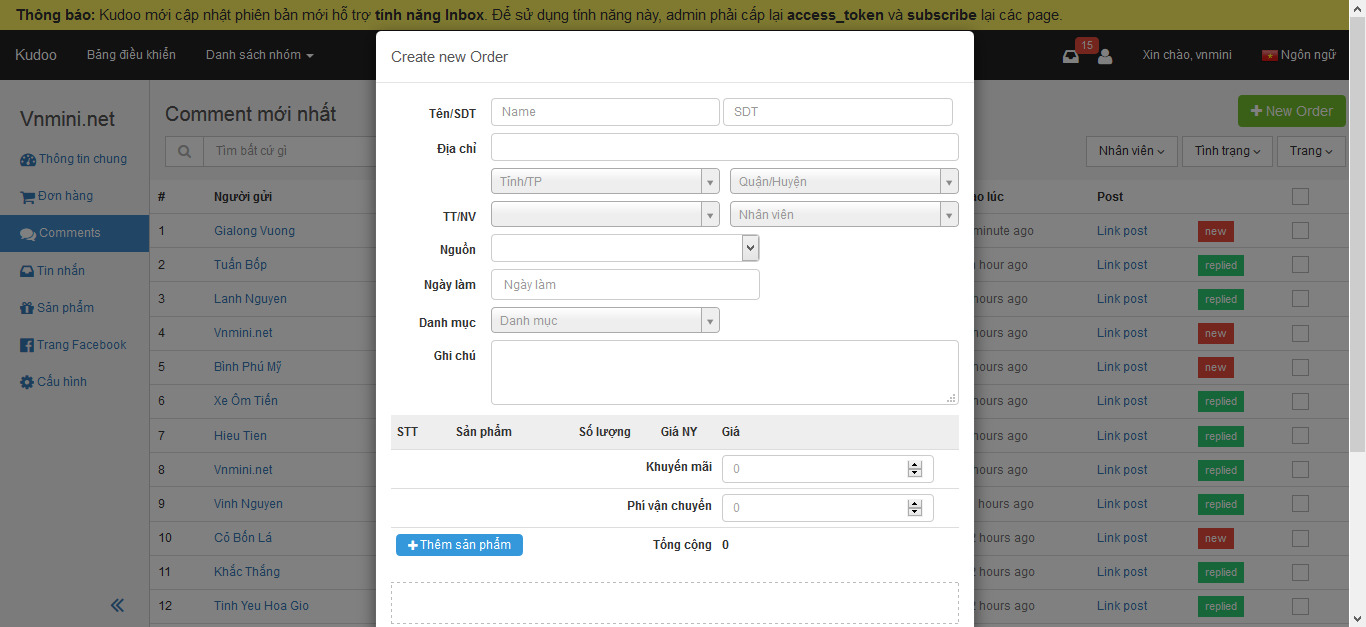 Thông báo: Kudoo mới cập nhật phiên bản mới hỗ trợ tính năng Inbox. Để sử dụng tính năng này, admin phải cấp lại access_token và subscribe lại các page.
Kudoo Bảng điều khiển Danh sách nhóm 15 Xin chào, vnmini Ngôn ngữ
Create new Order
Vnmini.net
Thông tin chung
Đơn hàng
Comments
Tin nhắn
Sản phẩm
Trang Facebook
Cấu hình
Comment mới nhất
New Order
Tìm bất cứ gì
Nhân viên Tình trạng Trang
Tên/SDT Name SDT
Địa chỉ
Tỉnh/TP Quận/Huyện
TT/NV Nhân viên
Nguồn
Ngày làm Ngày làm
Danh mục Danh mục
Ghi chú
STT Sản phẩm Số lượng Giá NY Giá
Khuyến mãi 0
Phí vận chuyển 0
Thêm sản phẩm Tổng cộng 0
# Người gửi lúc Post
1 Gialong Vuong minute ago Link post new
2 Tuấn Bốp hour ago Link post replied
3 Lanh Nguyen hours ago Link post replied
4 Vnmini.net hours ago Link post new
5 Bình Phú Mỹ hours ago Link post new
6 Xe Ôm Tiến hours ago Link post replied
7 Hieu Tien hours ago Link post replied
8 Vnmini.net hours ago Link post replied
9 Vinh Nguyen hours ago Link post replied
10 Cỏ Bốn Lá hours ago Link post new
11 Khắc Thắng hours ago Link post replied
12 Tinh Yeu Hoa Gio hours ago Link post replied